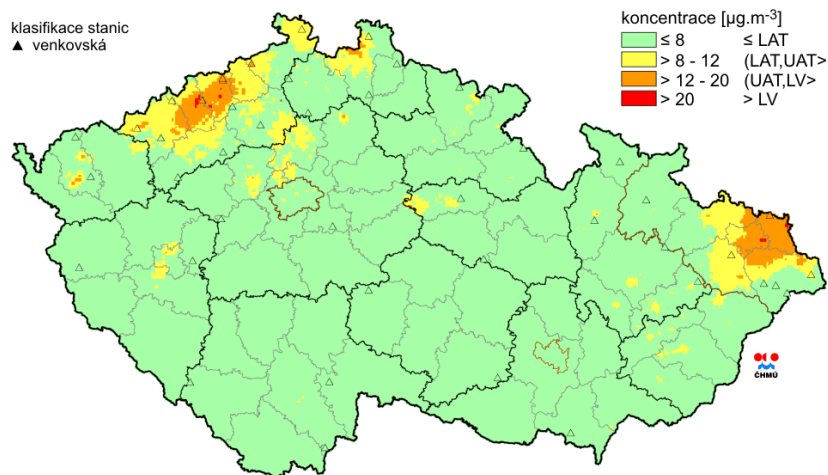 klasifikace stanic
▲ venkovská
koncentrace [µg.m-3]
≤ 8 ≤ LAT
> 8 - 12 (LAT,UAT>
> 12 - 20 (UAT,LV>
> 20 > LV
ČHMÚ